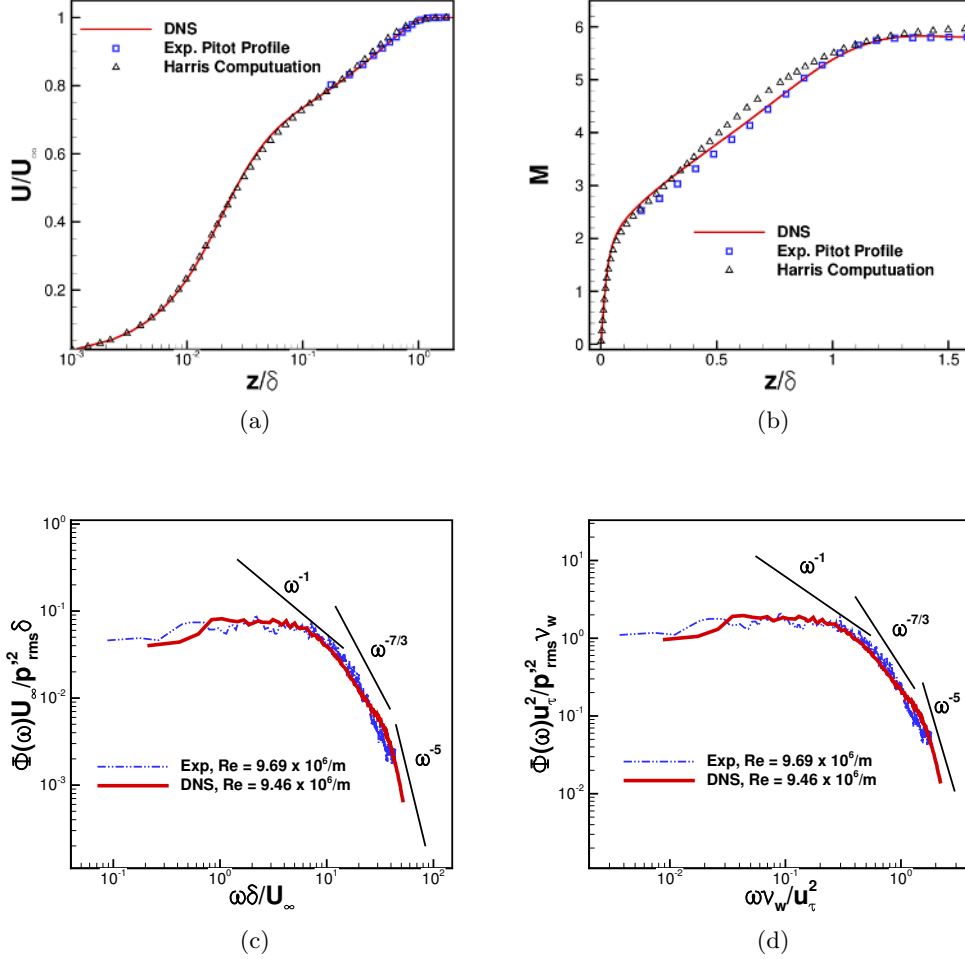 U/U∞
1
0.8
0.6
0.4
0.2
DNS
Exp. Pitot Profile
Harris Computuation
10⁻³ 10⁻² 10⁻¹ 10⁰
z/δ
(a)
M
6
5
4
3
2
1
0
DNS
Exp. Pitot Profile
Harris Computuation
0 0.5 1 1.5
z/δ
(b)
Φ(ω)U∞/p'²rms δ
10⁰
10⁻¹
10⁻²
10⁻³
ω⁻¹
ω⁻⁷/³
ω⁻⁵
Exp, Re = 9.69 x 10⁶/m
DNS, Re = 9.46 x 10⁶/m
10⁻¹ 10⁰ 10¹ 10²
ωδ/U∞
(c)
Φ(ω)u²τ/p'²rms νw
10¹
10⁰
10⁻¹
10⁻²
ω⁻¹
ω⁻⁷/³
ω⁻⁵
Exp, Re = 9.69 x 10⁶/m
DNS, Re = 9.46 x 10⁶/m
10⁻² 10⁻¹ 10⁰
ωνw/u²τ
(d)